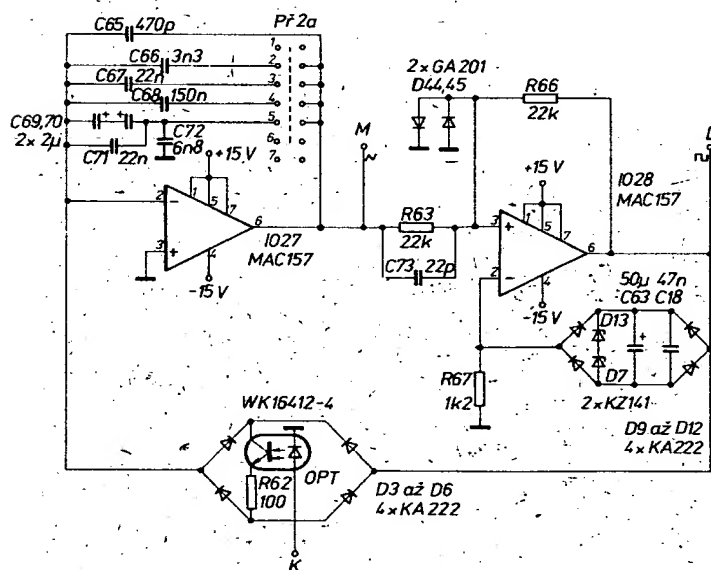 C65 470p
Př 2a
C66 3n3
C67 22n
C68 150n
C69,70
2 x 2µ
C71 22n
C72
6n8
1
2
3
4
5
6
7
+15 V
1
5
7
2
-
3
+
6
4
-15 V
IO27
MAC157
M
R63
22k
C73 22p
2 x GA 201
D44,45
R66
22k
+15 V
1
5
7
3
+
2
-
6
4
-15 V
IO28
MAC157
L
50µ 47n
C63 C18
+
D13
D7
2 x KZ141
R67
1k2
D9 až D12
4 x KA222
WK16412-4
OPT
R62
100
D3 až D6
4 x KA 222
K